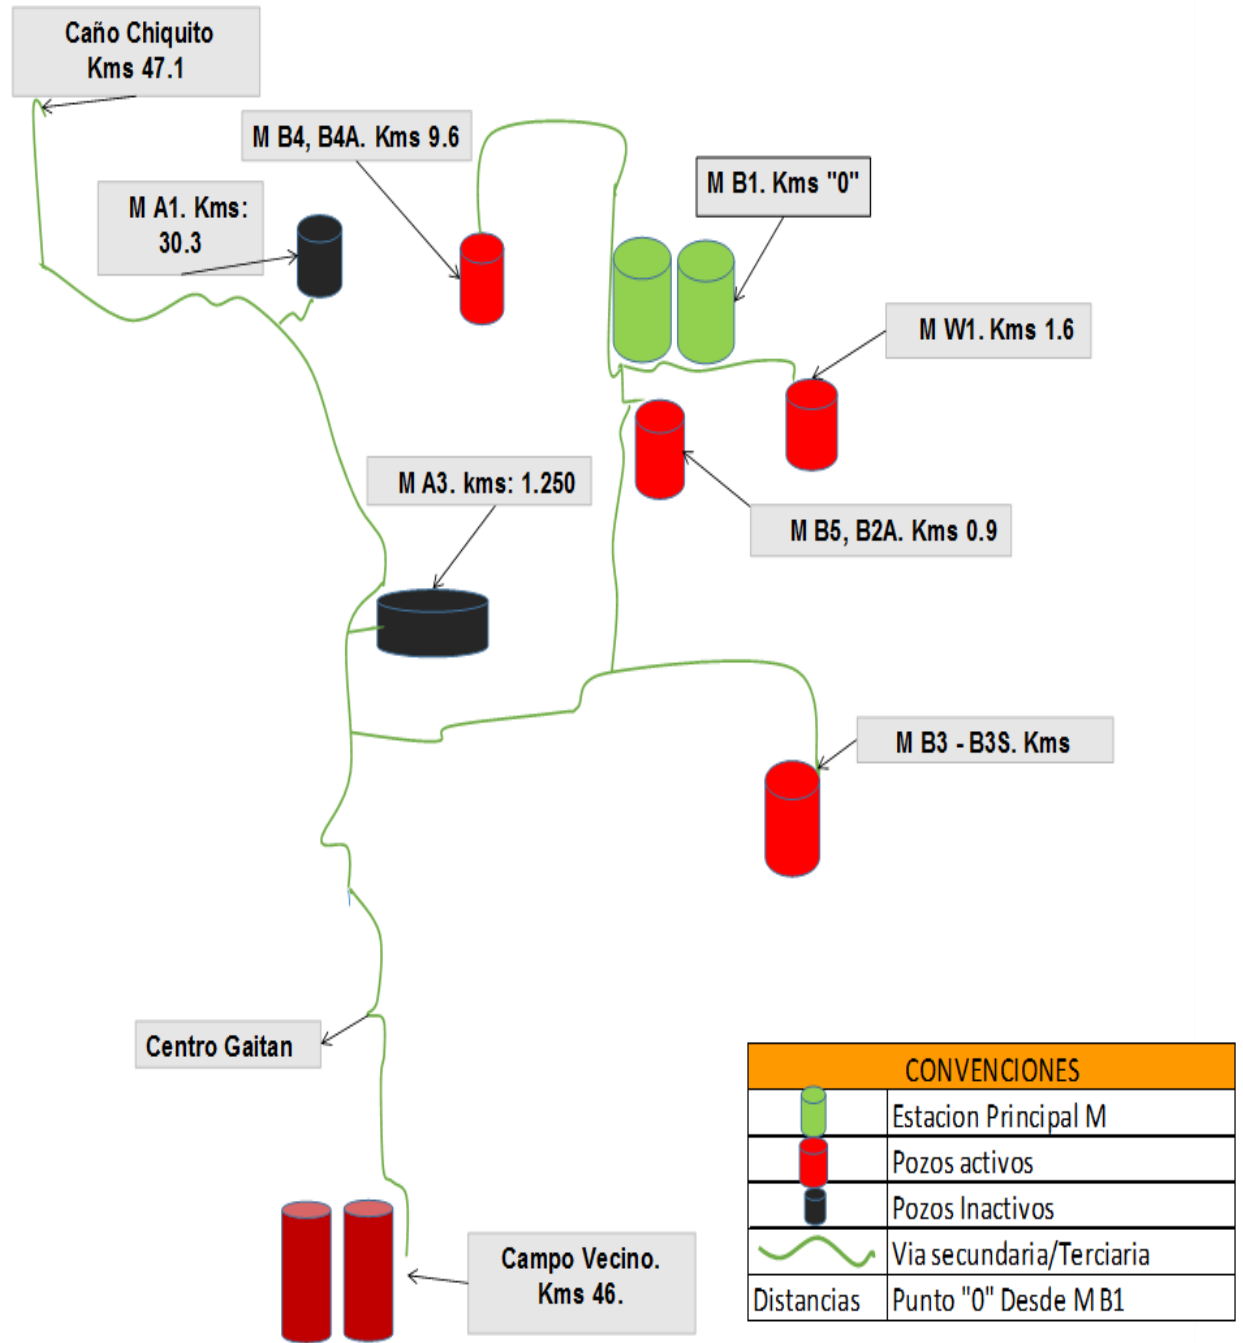 Caño Chiquito
Kms 47.1
M B4, B4A. Kms 9.6
M B1. Kms "0"
M A1. Kms:
30.3
M W1. Kms 1.6
M A3. kms: 1.250
M B5, B2A. Kms 0.9
M B3 - B3S. Kms
Centro Gaitan
Campo Vecino.
Kms 46.
CONVENCIONES
Estacion Principal M
Pozos activos
Pozos Inactivos
Via secundaria/Terciaria
Distancias Punto "0" Desde M B1